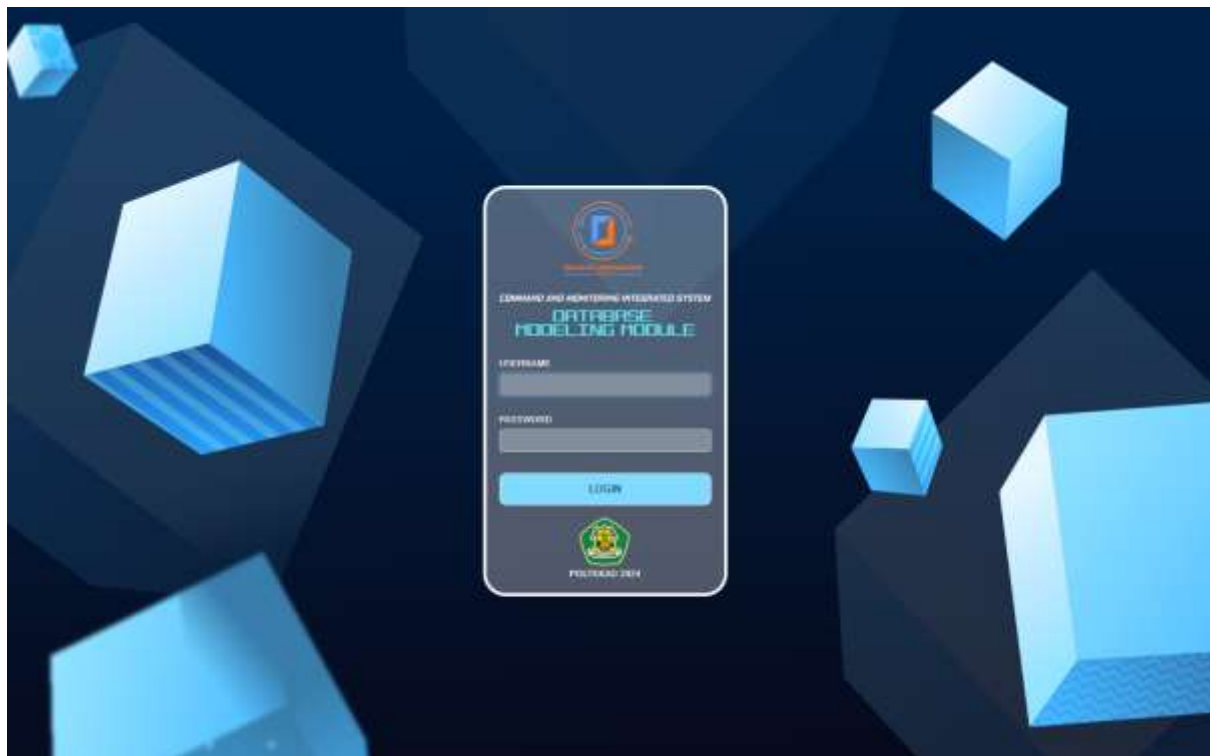 COMMAND AND MONITORING INTEGRATED SYSTEM
DATABASE
MODELING MODULE
USERNAME
PASSWORD
LOGIN
POLTEKAD 2024